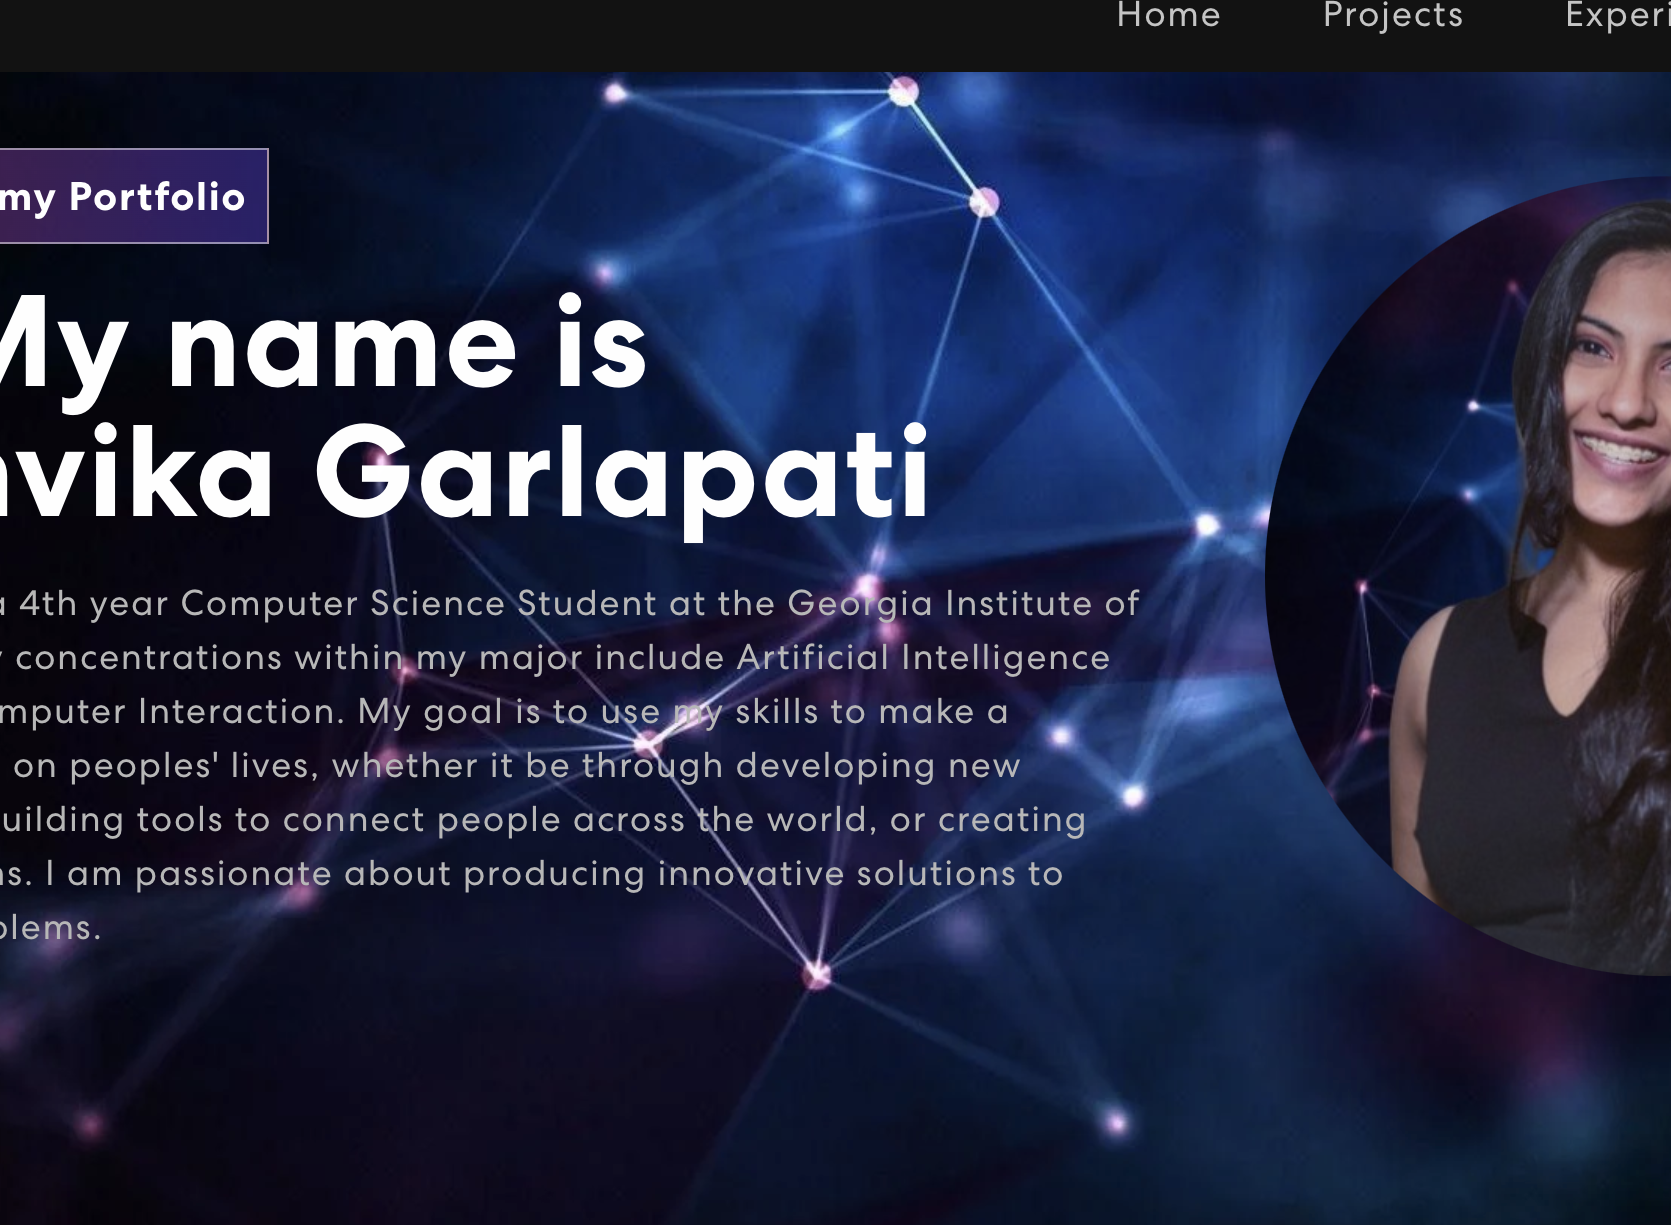 Home Projects Experi
my Portfolio
My name is
nvika Garlapati
a 4th year Computer Science Student at the Georgia Institute of
y concentrations within my major include Artificial Intelligence
mputer Interaction. My goal is to use my skills to make a
on peoples' lives, whether it be through developing new
uilding tools to connect people across the world, or creating
ns. I am passionate about producing innovative solutions to
blems.